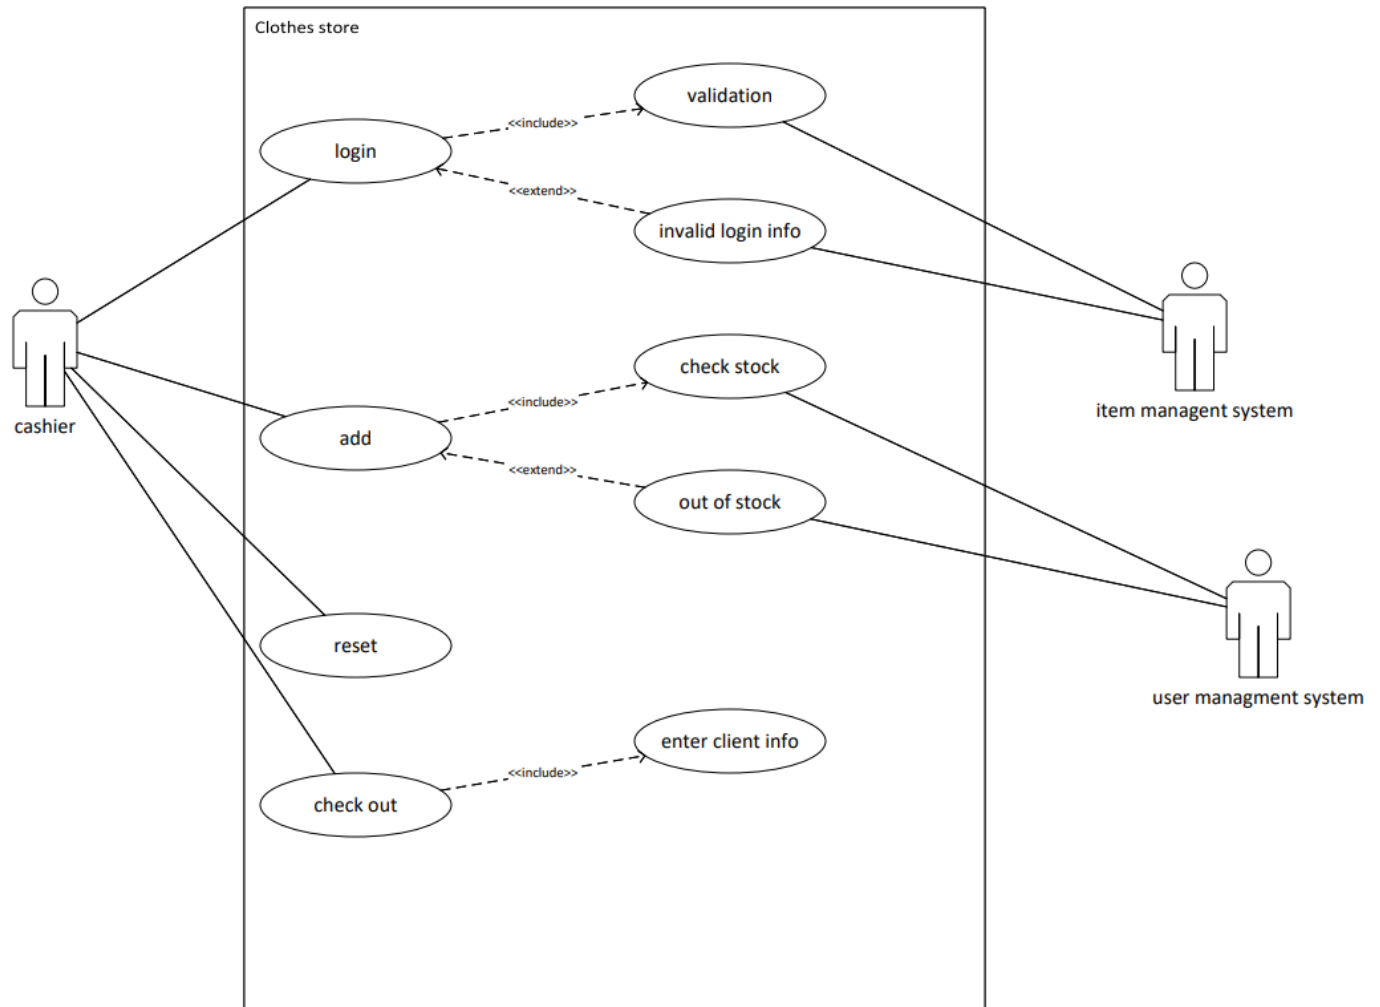 Clothes store
validation
<<include>>
login
<<extend>>
invalid login info
check stock
<<include>>
item managent system
cashier
add
<<extend>>
out of stock
reset
user managment system
enter client info
<<include>>
check out